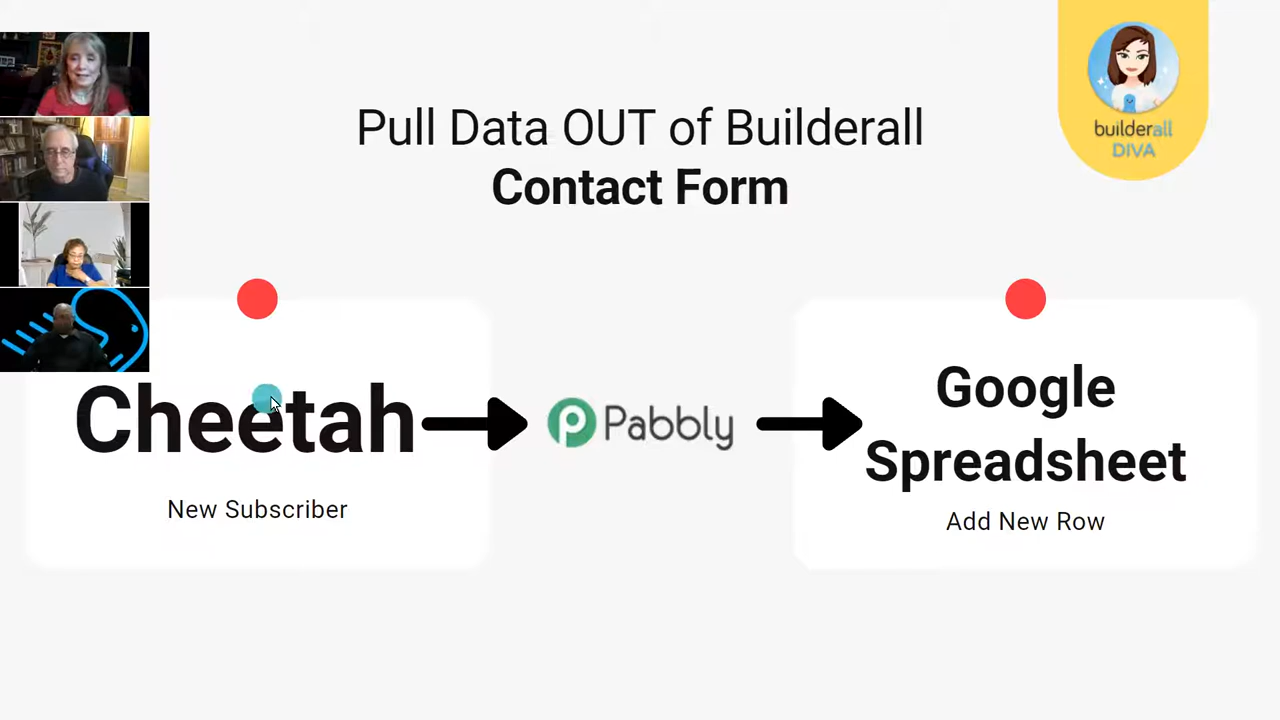 Pull Data OUT of Builderall
Contact Form
builderall
DIVA
Cheetah
New Subscriber
Pabbly
Google
Spreadsheet
Add New Row